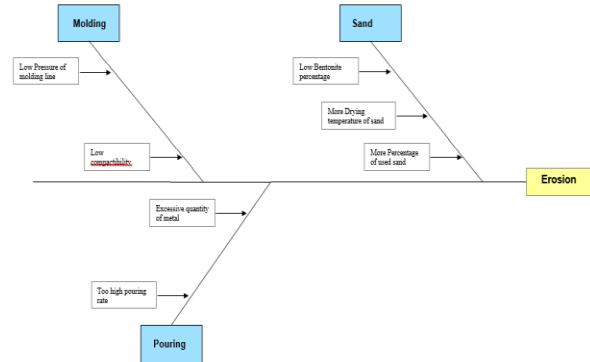 Molding
Sand
Low Pressure of
molding line
Low Bentonite
percentage
More Drying
temperature of sand
Low
compactibility
More Percentage
of used sand
Erosion
Excessive quantity
of metal
Too high pouring
rate
Pouring